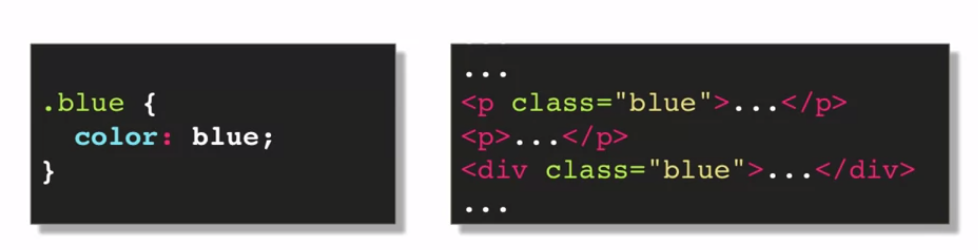 .blue {
color: blue;
}
...
...
<p class="blue">...</p>
<p>...</p>
<div class="blue">...</div>
...